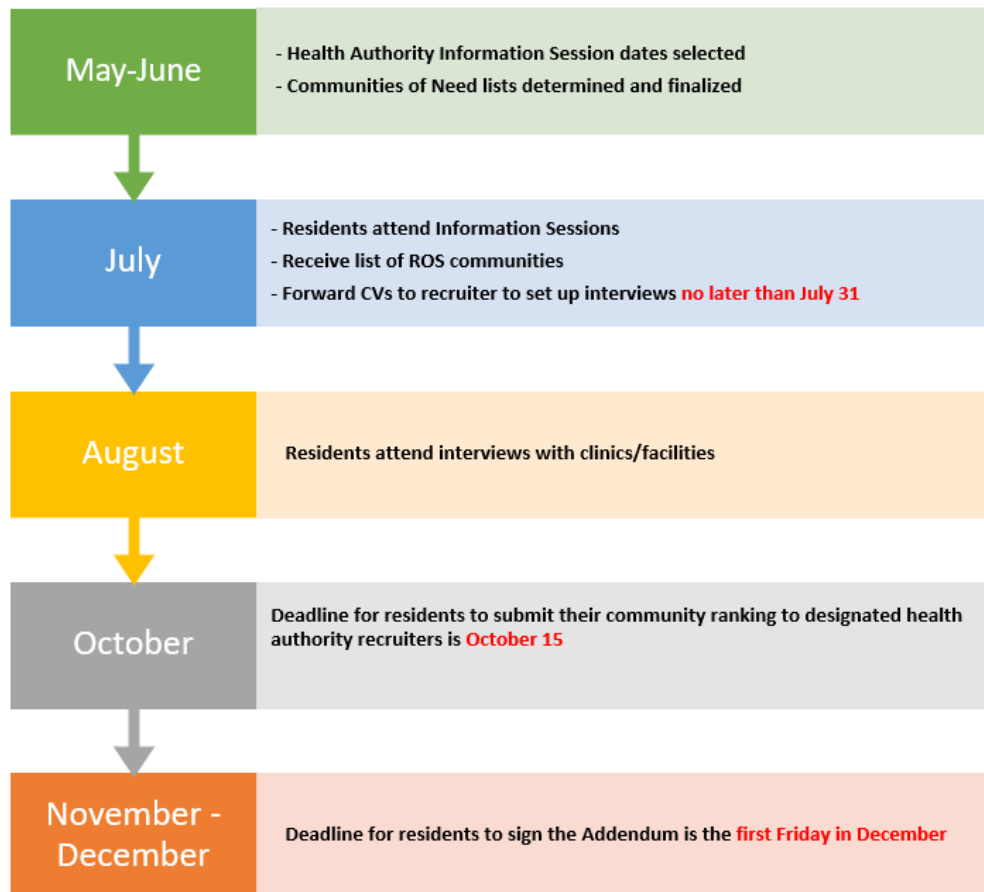 May-June
- Health Authority Information Session dates selected
- Communities of Need lists determined and finalized
July
- Residents attend Information Sessions
- Receive list of ROS communities
- Forward CVs to recruiter to set up interviews no later than July 31
August
Residents attend interviews with clinics/facilities
October
Deadline for residents to submit their community ranking to designated health
authority recruiters is October 15
November -
December
Deadline for residents to sign the Addendum is the first Friday in December